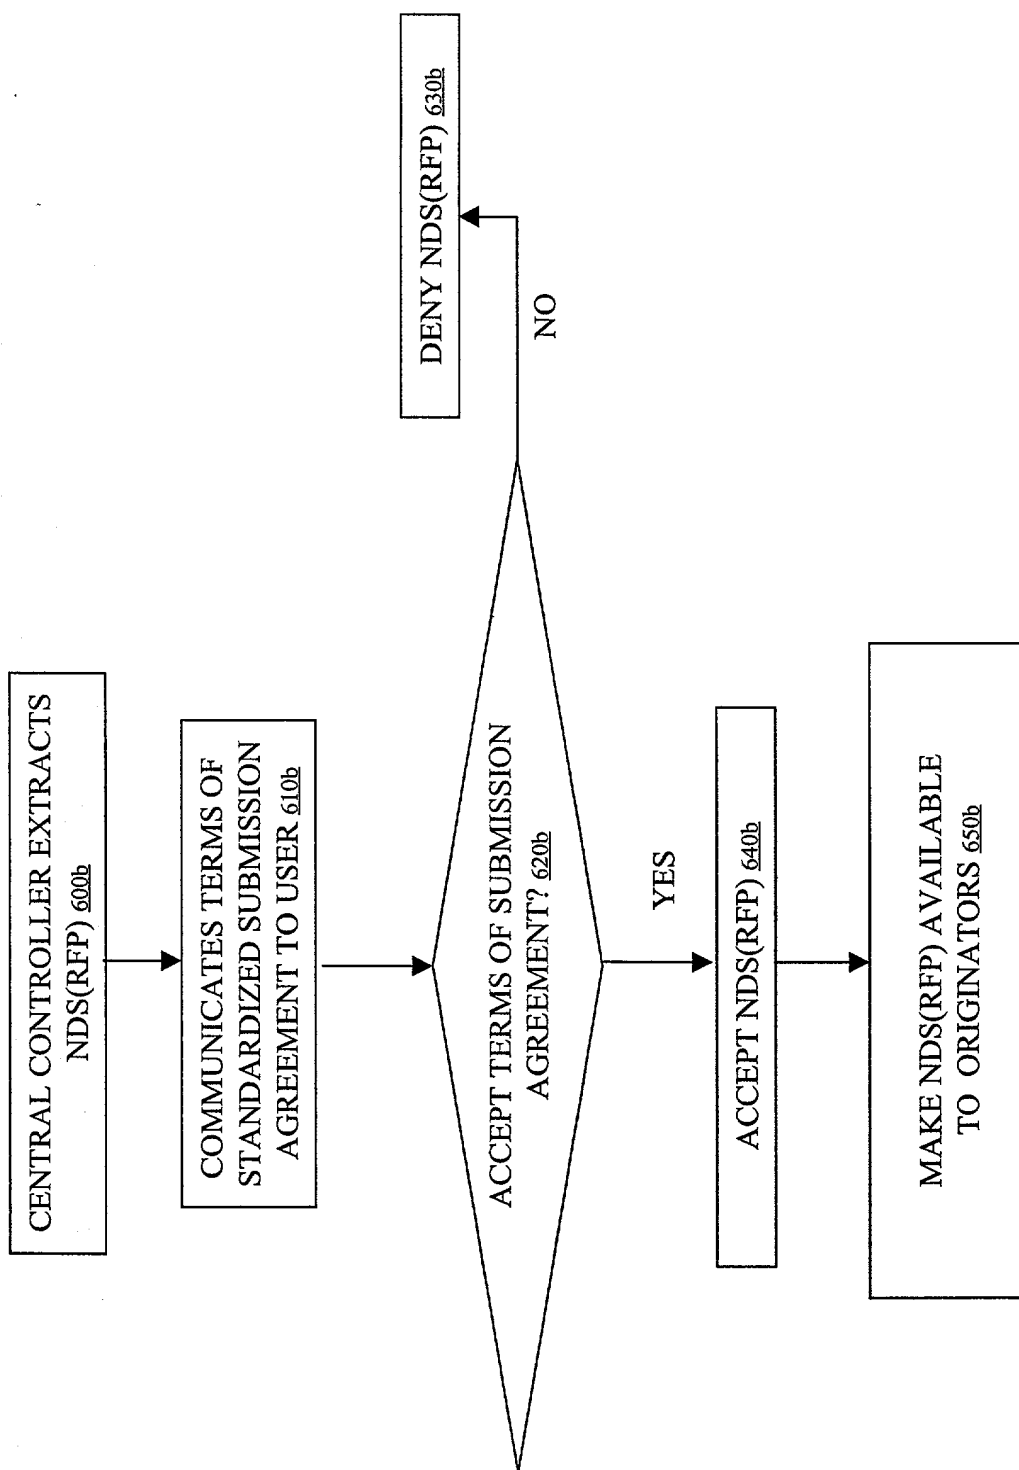 CENTRAL CONTROLLER EXTRACTS
NDS(RFP) 600b
COMMUNICATES TERMS OF
STANDARDIZED SUBMISSION
AGREEMENT TO USER 610b
ACCEPT TERMS OF SUBMISSION
AGREEMENT? 620b
NO
DENY NDS(RFP) 630b
YES
ACCEPT NDS(RFP) 640b
MAKE NDS(RFP) AVAILABLE
TO ORIGINATORS 650b